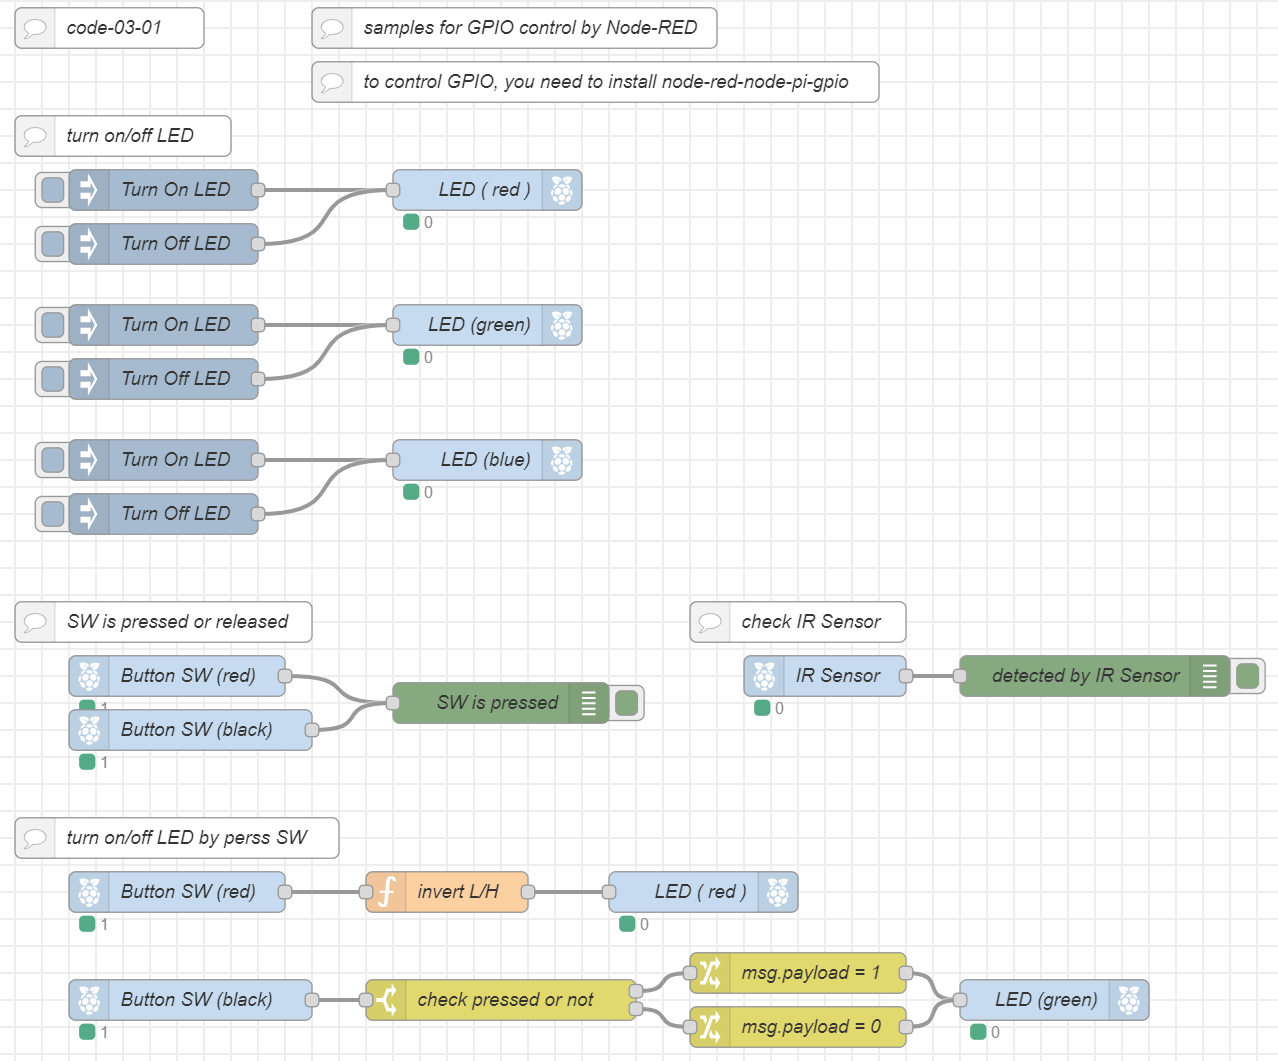 code-03-01
samples for GPIO control by Node-RED
to control GPIO, you need to install node-red-node-pi-gpio
turn on/off LED
Turn On LED
LED ( red )
0
Turn Off LED
Turn On LED
LED (green)
0
Turn Off LED
Turn On LED
LED (blue)
0
Turn Off LED
SW is pressed or released
check IR Sensor
Button SW (red)
1
SW is pressed
Button SW (black)
1
IR Sensor
0
detected by IR Sensor
turn on/off LED by perss SW
Button SW (red)
1
invert L/H
LED ( red )
0
Button SW (black)
1
check pressed or not
msg.payload = 1
msg.payload = 0
LED (green)
0